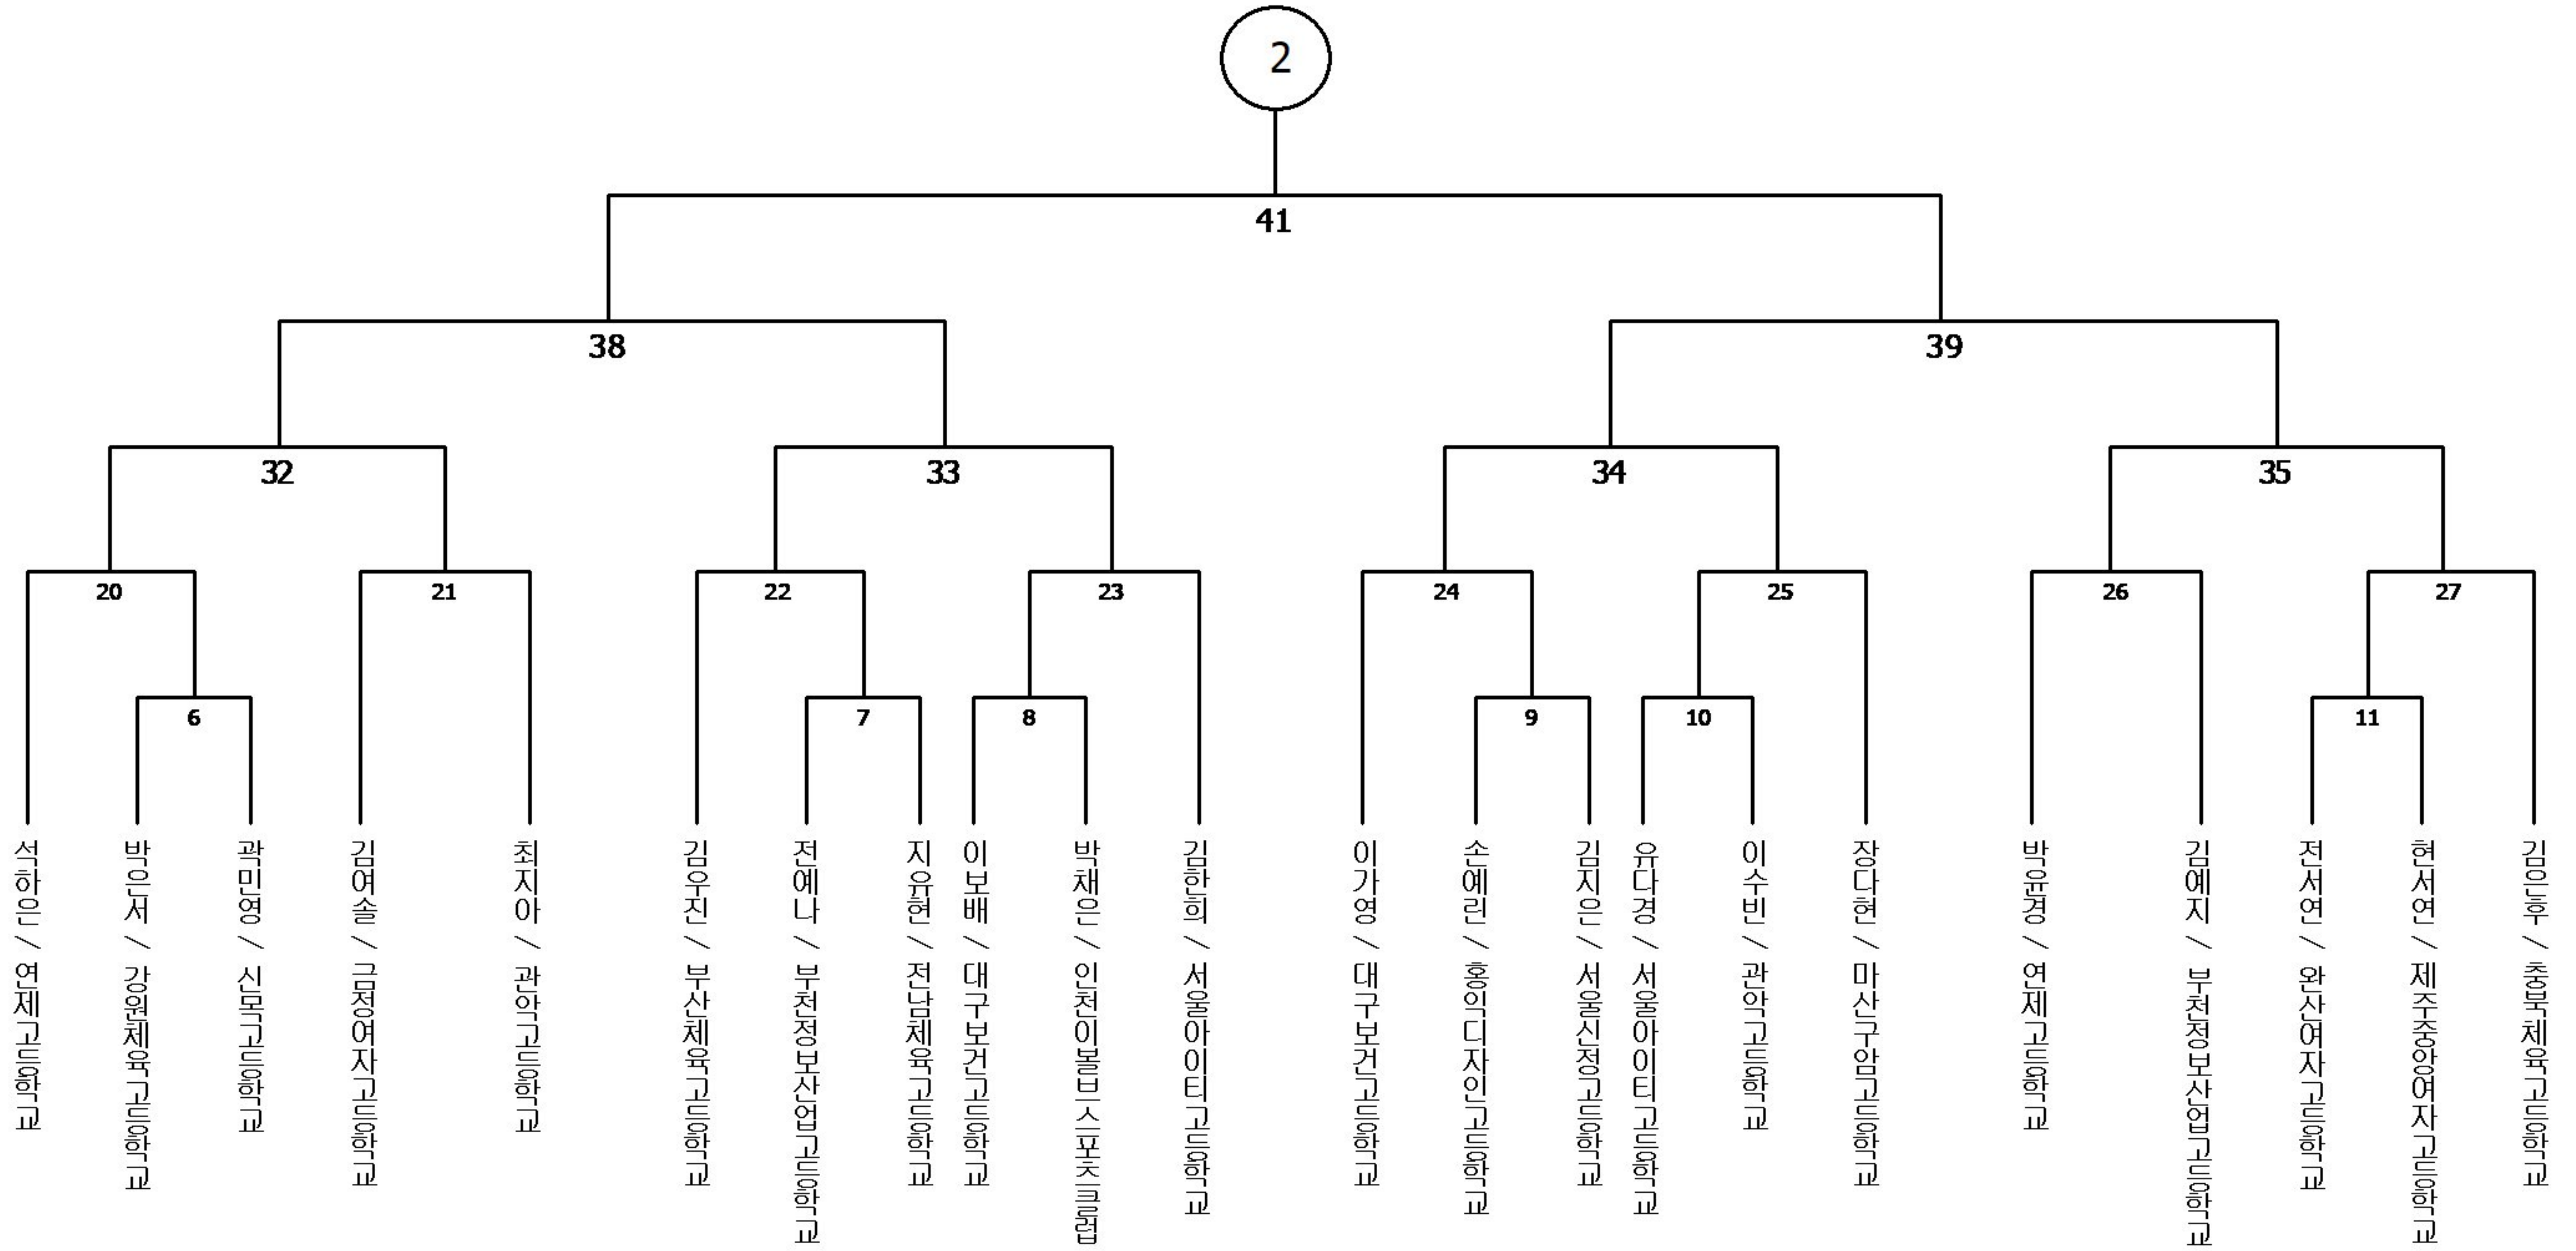 2
41
38
39
32
33
34
35
20
21
22
23
24
25
26
27
6
7
8
9
10
11
석하은 / 연제고등학교
박은서 / 강원체육고등학교
곽민영 / 신목고등학교
김여솔 / 금정여자고등학교
최지아 / 관악고등학교
김우진 / 부산체육고등학교
전예나 / 부천정보산업고등학교
지유현 / 전남체육고등학교
이보배 / 대구보건고등학교
박채은 / 인천이볼브스포츠클럽
김한희 / 서울아이티고등학교
이가영 / 대구보건고등학교
손예린 / 홍익디자인고등학교
김지은 / 서울신정고등학교
유다경 / 서울아이티고등학교
이수빈 / 관악고등학교
장다현 / 마산구암고등학교
박윤경 / 연제고등학교
김예지 / 부천정보산업고등학교
전서연 / 완산여자고등학교
현서연 / 제주중앙여자고등학교
김은후 / 충북체육고등학교